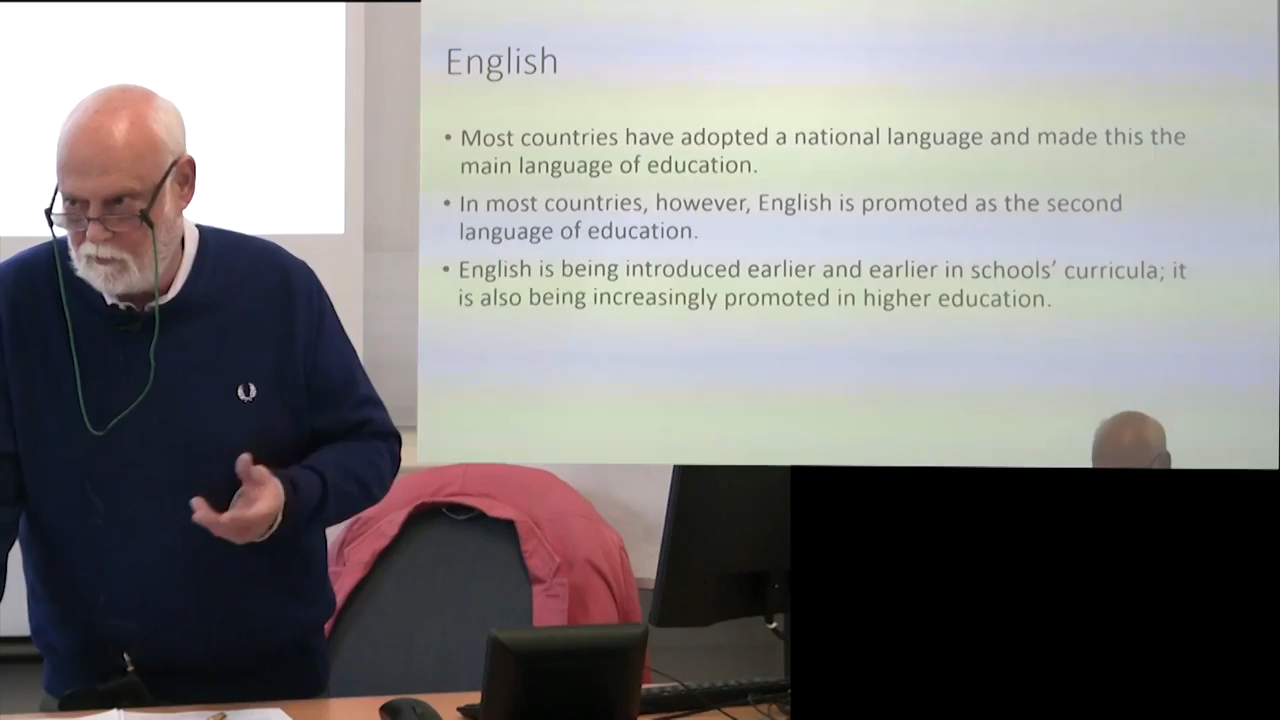 English
• Most countries have adopted a national language and made this the
main language of education.
• In most countries, however, English is promoted as the second
language of education.
• English is being introduced earlier and earlier in schools’ curricula; it
is also being increasingly promoted in higher education.